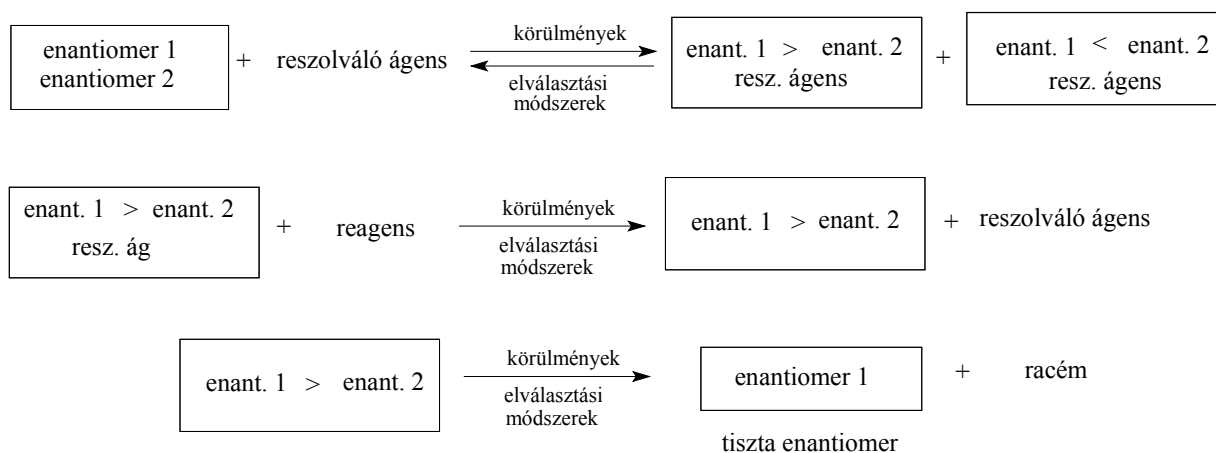 enantiomer 1
enantiomer 2
+
reszolváló ágens
körülmények
elválasztási
módszerek
enant. 1 > enant. 2
resz. ágens
+
enant. 1 < enant. 2
resz. ágens
enant. 1 > enant. 2
resz. ág
+
reagens
körülmények
elválasztási
módszerek
enant. 1 > enant. 2
+
reszolváló ágens
enant. 1 > enant. 2
körülmények
elválasztási
módszerek
enantiomer 1
+
racém
tiszta enantiomer